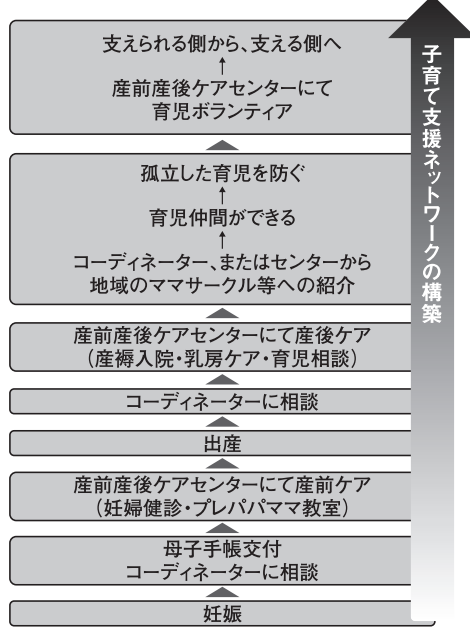 支えられる側から、支える側へ
↑
産前産後ケアセンターにて
育児ボランティア
孤立した育児を防ぐ
↑
育児仲間ができる
↑
コーディネーター、またはセンターから
地域のママサークル等への紹介
産前産後ケアセンターにて産後ケア
（産褥入院・乳房ケア・育児相談）
コーディネーターに相談
出産
産前産後ケアセンターにて産前ケア
（妊婦健診・プレパパママ教室）
母子手帳交付
コーディネーターに相談
妊娠
子育て支援ネットワークの構築